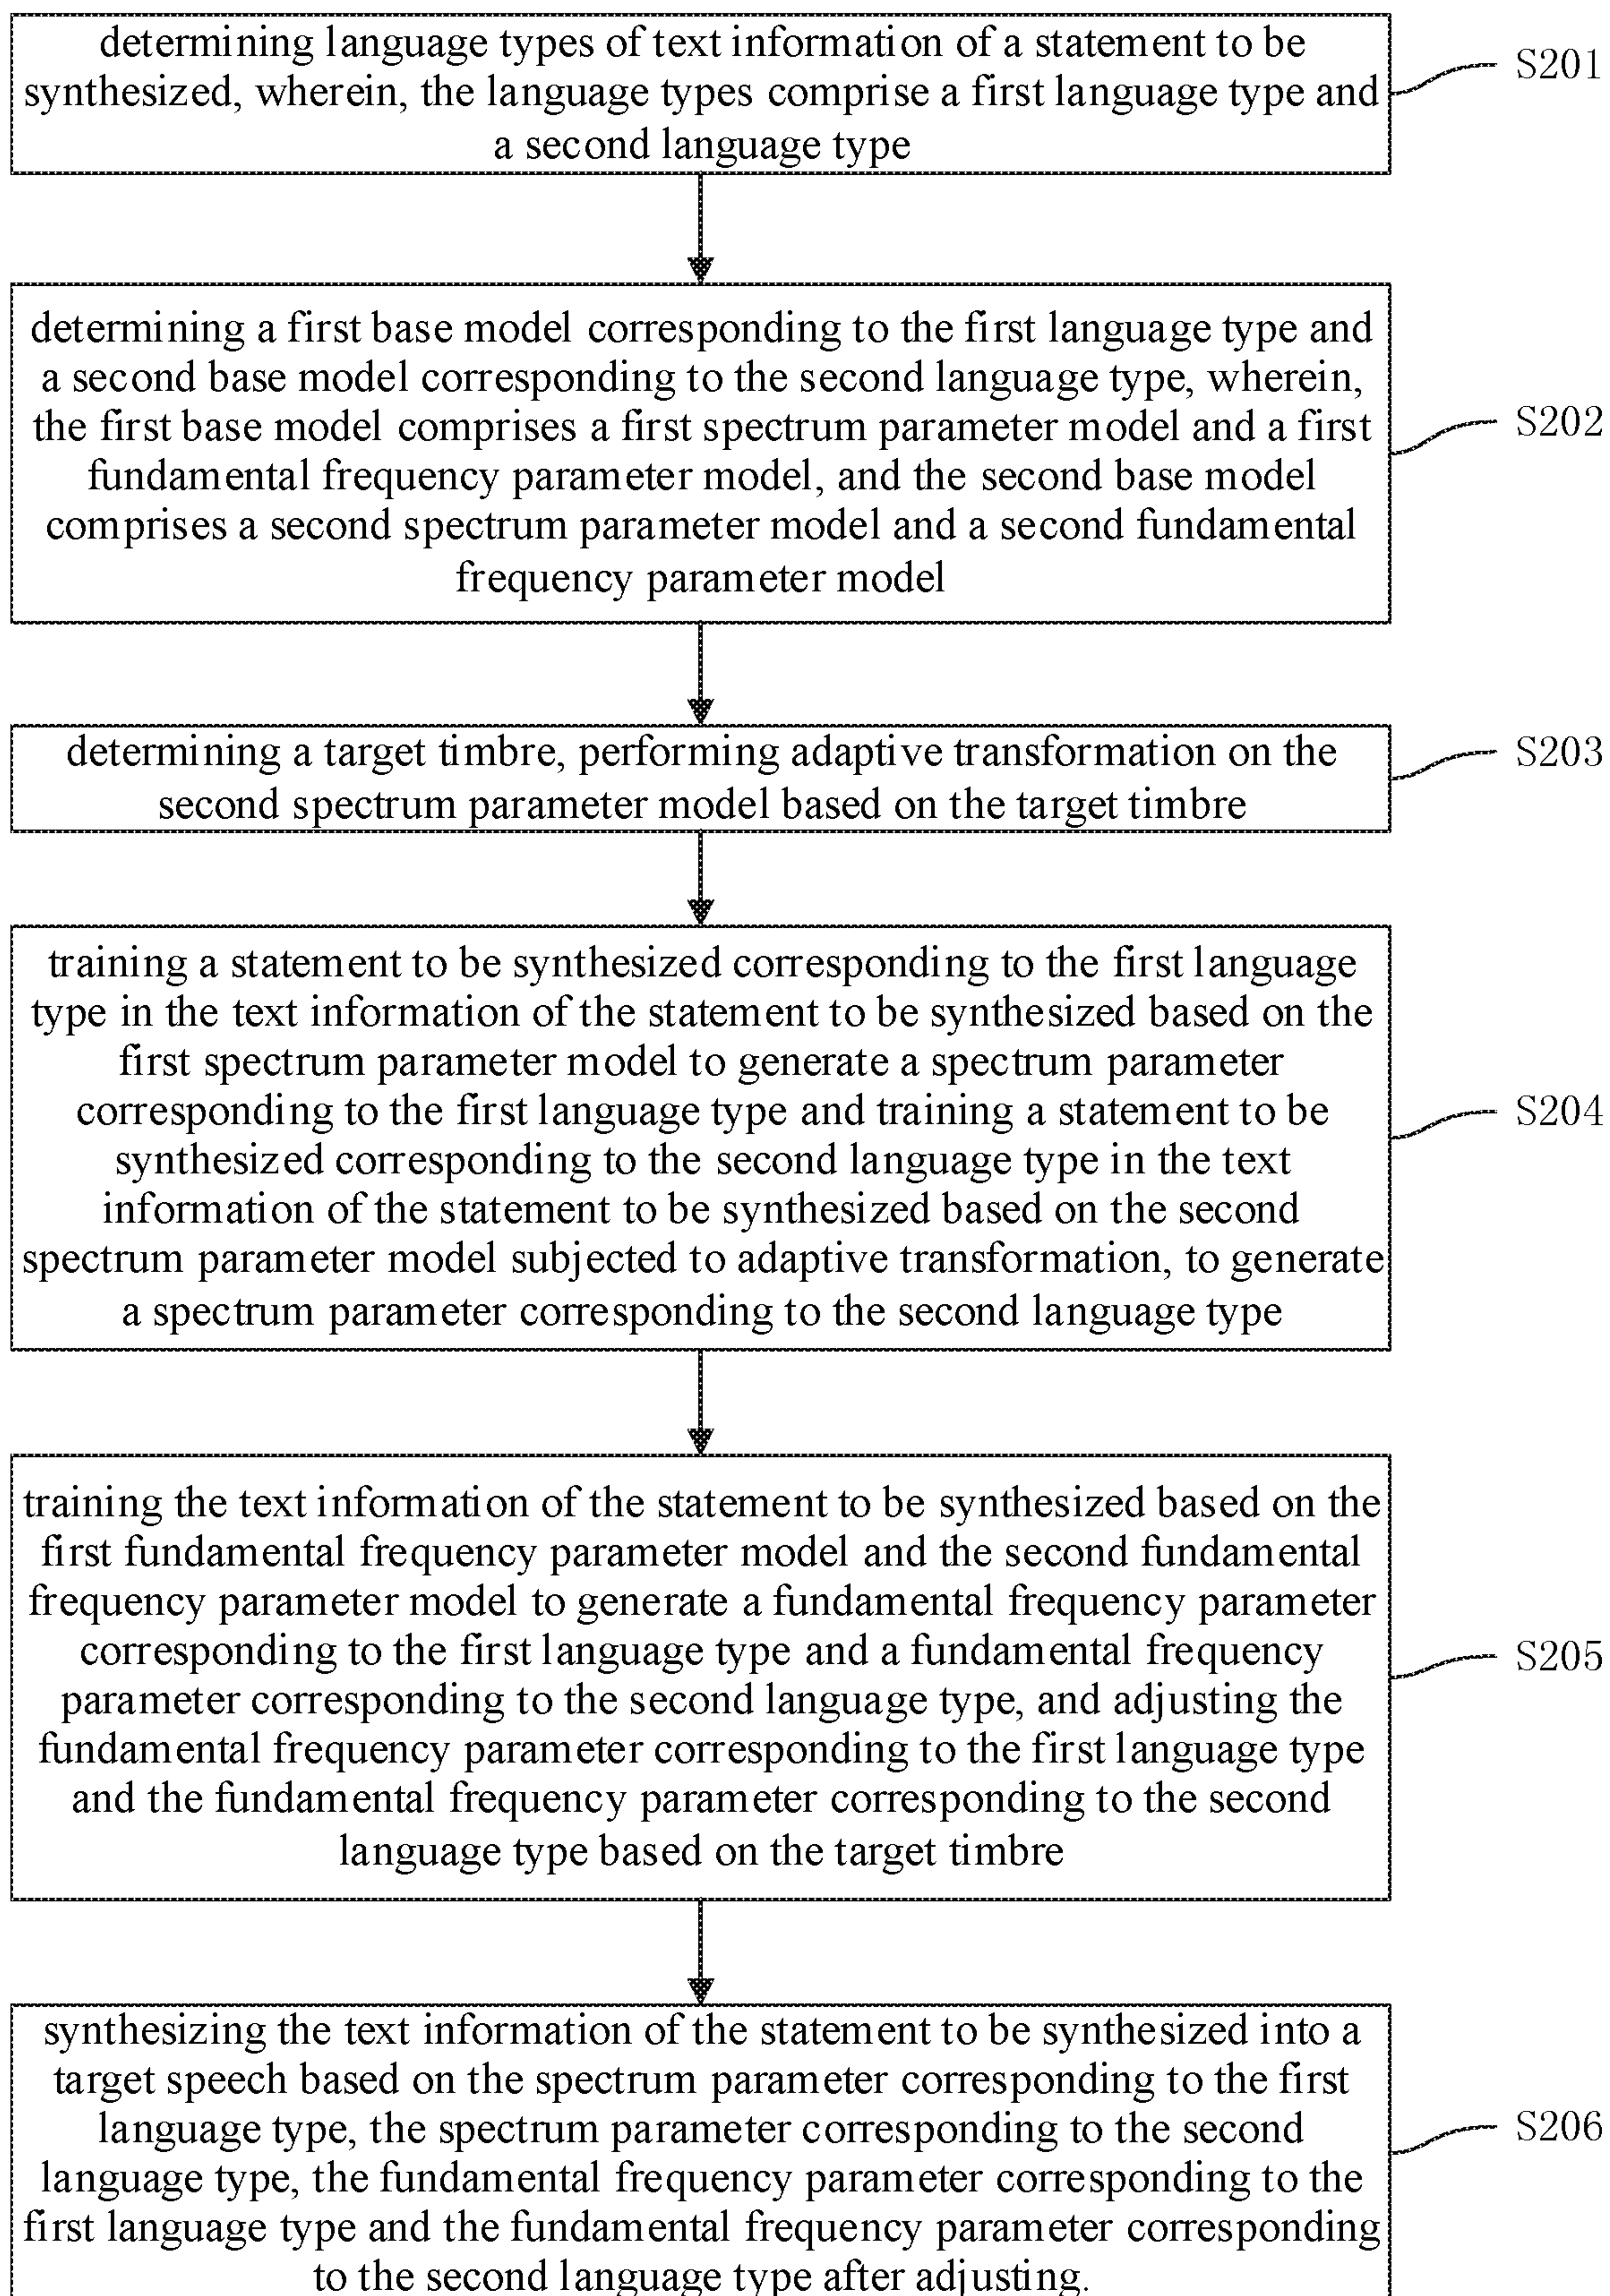 determining language types of text information of a statement to be
synthesized, wherein, the language types comprise a first language type and
a second language type
S201
determining a first base model corresponding to the first language type and
a second base model corresponding to the second language type, wherein,
the first base model comprises a first spectrum parameter model and a first
fundamental frequency parameter model, and the second base model
comprises a second spectrum parameter model and a second fundamental
frequency parameter model
S202
determining a target timbre, performing adaptive transformation on the
second spectrum parameter model based on the target timbre
S203
training a statement to be synthesized corresponding to the first language
type in the text information of the statement to be synthesized based on the
first spectrum parameter model to generate a spectrum parameter
corresponding to the first language type and training a statement to be
synthesized corresponding to the second language type in the text
information of the statement to be synthesized based on the second
spectrum parameter model subjected to adaptive transformation, to generate
a spectrum parameter corresponding to the second language type
S204
training the text information of the statement to be synthesized based on the
first fundamental frequency parameter model and the second fundamental
frequency parameter model to generate a fundamental frequency parameter
corresponding to the first language type and a fundamental frequency
parameter corresponding to the second language type, and adjusting the
fundamental frequency parameter corresponding to the first language type
and the fundamental frequency parameter corresponding to the second
language type based on the target timbre
S205
synthesizing the text information of the statement to be synthesized into a
target speech based on the spectrum parameter corresponding to the first
language type, the spectrum parameter corresponding to the second
language type, the fundamental frequency parameter corresponding to the
first language type and the fundamental frequency parameter corresponding
to the second language type after adjusting.
S206